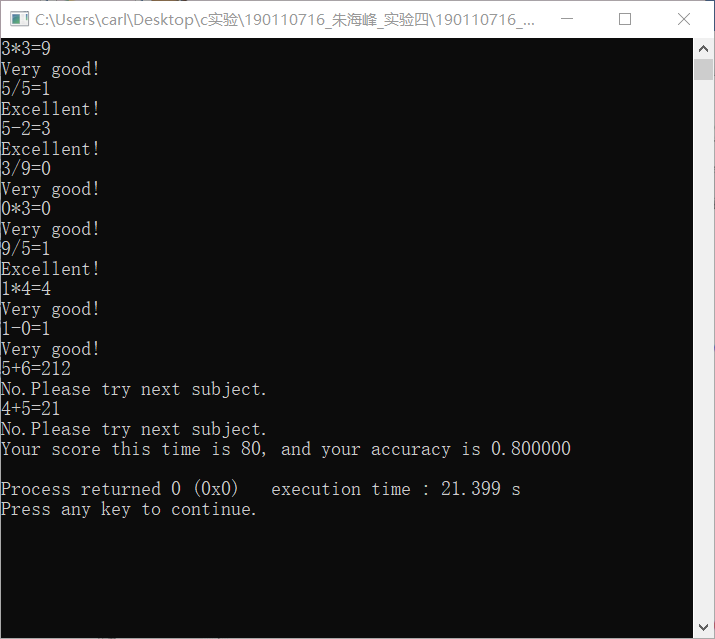 C:\Users\carl\Desktop\c实验\190110716_朱海峰_实验四\190110716_...
3*3=9
Very good!
5/5=1
Excellent!
5-2=3
Excellent!
3/9=0
Very good!
0*3=0
Very good!
9/5=1
Excellent!
1*4=4
Very good!
1-0=1
Very good!
5+6=212
No.Please try next subject.
4+5=21
No.Please try next subject.
Your score this time is 80, and your accuracy is 0.800000
Process returned 0 (0x0)   execution time : 21.399 s
Press any key to continue.